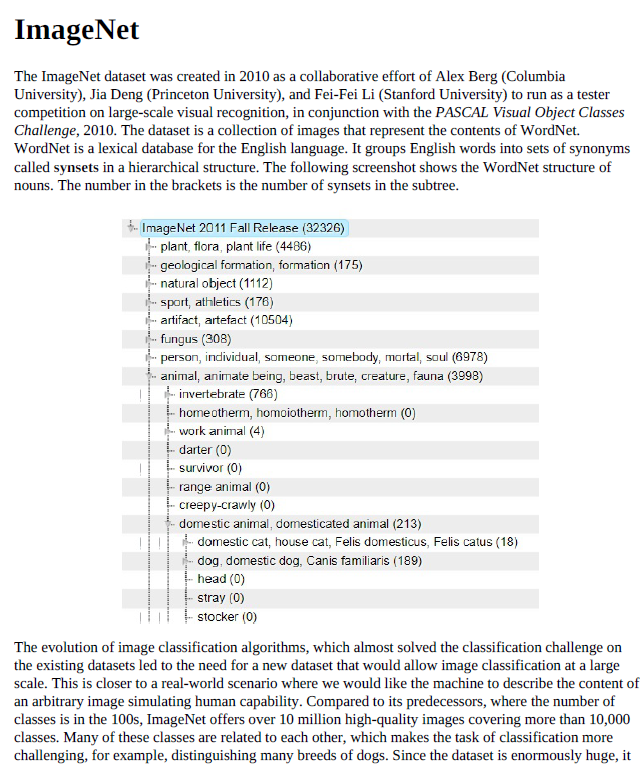 ImageNet
The ImageNet dataset was created in 2010 as a collaborative effort of Alex Berg (Columbia
University), Jia Deng (Princeton University), and Fei-Fei Li (Stanford University) to run as a tester
competition on large-scale visual recognition, in conjunction with the PASCAL Visual Object Classes
Challenge, 2010. The dataset is a collection of images that represent the contents of WordNet.
WordNet is a lexical database for the English language. It groups English words into sets of synonyms
called synsets in a hierarchical structure. The following screenshot shows the WordNet structure of
nouns. The number in the brackets is the number of synsets in the subtree.
ImageNet 2011 Fall Release (32326)
plant, flora, plant life (4486)
geological formation, formation (175)
natural object (1112)
sport, athletics (176)
artifact, artefact (10504)
fungus (308)
person, individual, someone, somebody, mortal, soul (6978)
animal, animate being, beast, brute, creature, fauna (3998)
invertebrate (766)
homeotherm, homoiotherm, homotherm (0)
work animal (4)
darter (0)
survivor (0)
range animal (0)
creepy-crawly (0)
domestic animal, domesticated animal (213)
domestic cat, house cat, Felis domesticus, Felis catus (18)
dog, domestic dog, Canis familiaris (189)
head (0)
stray (0)
stocker (0)
The evolution of image classification algorithms, which almost solved the classification challenge on
the existing datasets led to the need for a new dataset that would allow image classification at a large
scale. This is closer to a real-world scenario where we would like the machine to describe the content of
an arbitrary image simulating human capability. Compared to its predecessors, where the number of
classes is in the 100s, ImageNet offers over 10 million high-quality images covering more than 10,000
classes. Many of these classes are related to each other, which makes the task of classification more
challenging, for example, distinguishing many breeds of dogs. Since the dataset is enormously huge, it